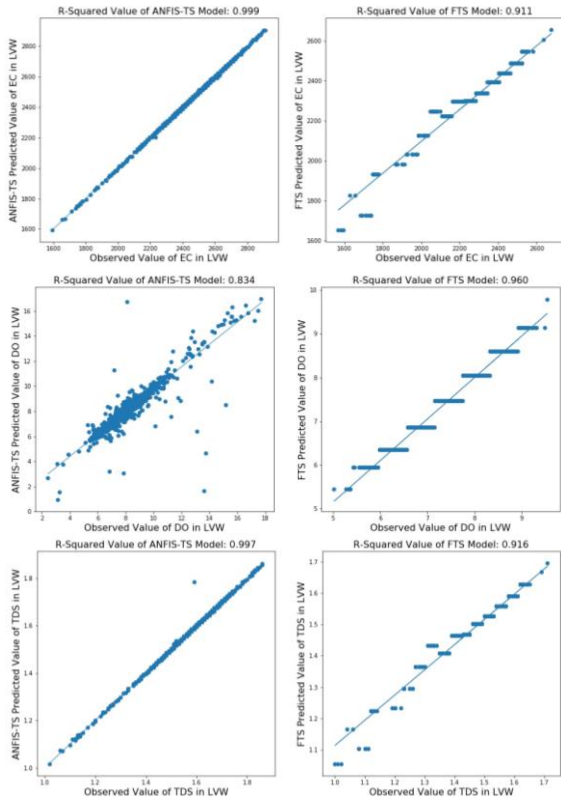 R-Squared Value of ANFIS-TS Model: 0.999
ANFIS-TS Predicted Value of EC in LVW
2800
2600
2400
2200
2000
1800
1600
1600 1800 2000 2200 2400 2600 2800
Observed Value of EC in LVW
R-Squared Value of FTS Model: 0.911
FTS Predicted Value of EC in LVW
2600
2400
2200
2000
1800
1600
1600 1800 2000 2200 2400 2600
Observed Value of EC in LVW
R-Squared Value of ANFIS-TS Model: 0.834
ANFIS-TS Predicted Value of DO in LVW
16
14
12
10
8
6
4
2
0
2 4 6 8 10 12 14 16 18
Observed Value of DO in LVW
R-Squared Value of FTS Model: 0.960
FTS Predicted Value of DO in LVW
10
9
8
7
6
5
5 6 7 8 9
Observed Value of DO in LVW
R-Squared Value of ANFIS-TS Model: 0.997
ANFIS-TS Predicted Value of TDS in LVW
1.8
1.6
1.4
1.2
1.0
1.0 1.2 1.4 1.6 1.8
Observed Value of TDS in LVW
R-Squared Value of FTS Model: 0.916
FTS Predicted Value of TDS in LVW
1.7
1.6
1.5
1.4
1.3
1.2
1.1
1.0 1.1 1.2 1.3 1.4 1.5 1.6 1.7
Observed Value of TDS in LVW